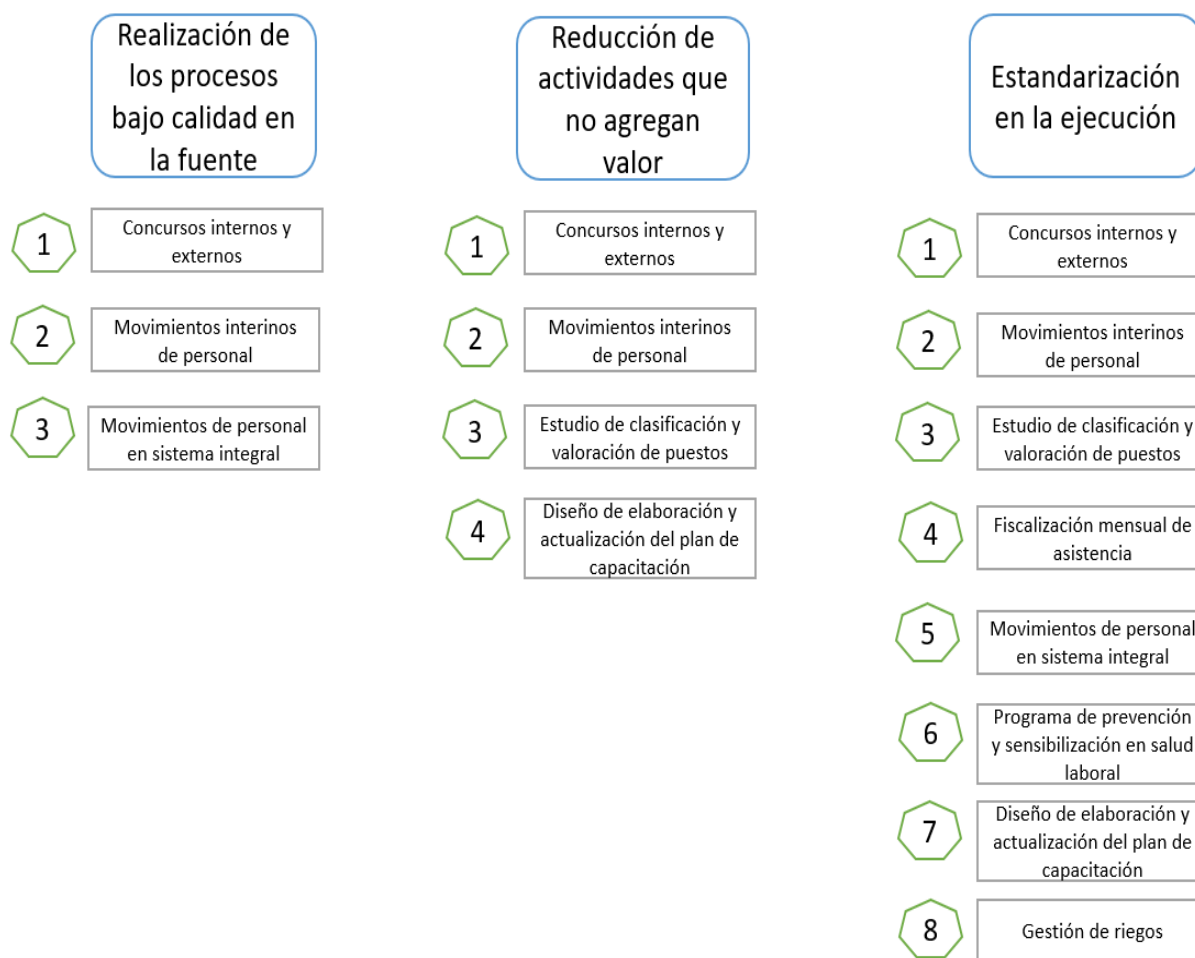 Realización de
los procesos
bajo calidad en
la fuente
1
Concursos internos y
externos
2
Movimientos interinos
de personal
3
Movimientos de personal
en sistema integral
Reducción de
actividades que
no agregan
valor
1
Concursos internos y
externos
2
Movimientos interinos
de personal
3
Estudio de clasificación y
valoración de puestos
4
Diseño de elaboración y
actualización del plan de
capacitación
Estandarización
en la ejecución
1
Concursos internos y
externos
2
Movimientos interinos
de personal
3
Estudio de clasificación y
valoración de puestos
4
Fiscalización mensual de
asistencia
5
Movimientos de personal
en sistema integral
6
Programa de prevención
y sensibilización en salud
laboral
7
Diseño de elaboración y
actualización del plan de
capacitación
8
Gestión de riegos